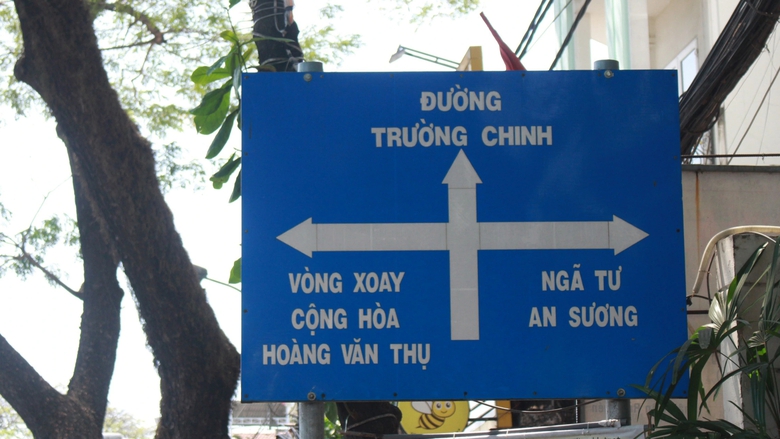 ĐƯỜNG
TRƯỜNG CHINH
VÒNG XOAY
CỘNG HÒA
HOÀNG VĂN THỤ
NGÃ TƯ
AN SƯƠNG